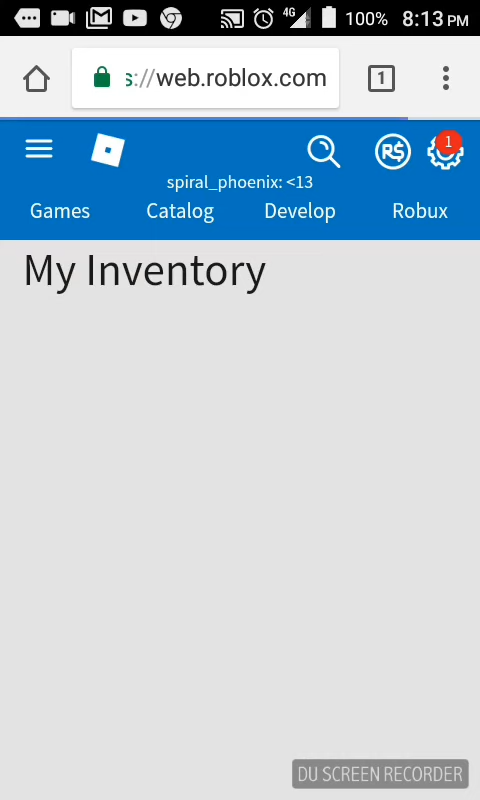 4G 100% 8:13 PM
s://web.roblox.com 1
R$ 1
spiral_phoenix: <13
Games Catalog Develop Robux
My Inventory
DU SCREEN RECORDER